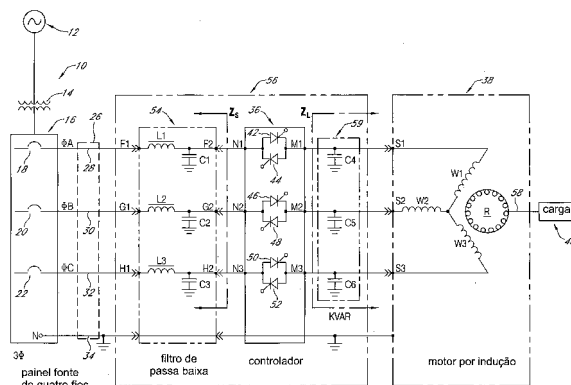 12
10
14
16
26
56
38
54
Zs
36
ZL
59
ΦA
28
F1
L1
F2
N1
42
M1
S1
18
C1
44
C4
W1
ΦB
30
G1
L2
G2
N2
46
M2
S2
W2
R
58
carga
20
C2
48
C5
W3
ΦC
32
H1
L3
H2
N3
50
M3
S3
22
C3
52
C6
N
34
KVAR
3Φ
painel fonte
de quatro fios
filtro de
passa baixa
controlador
motor por indução